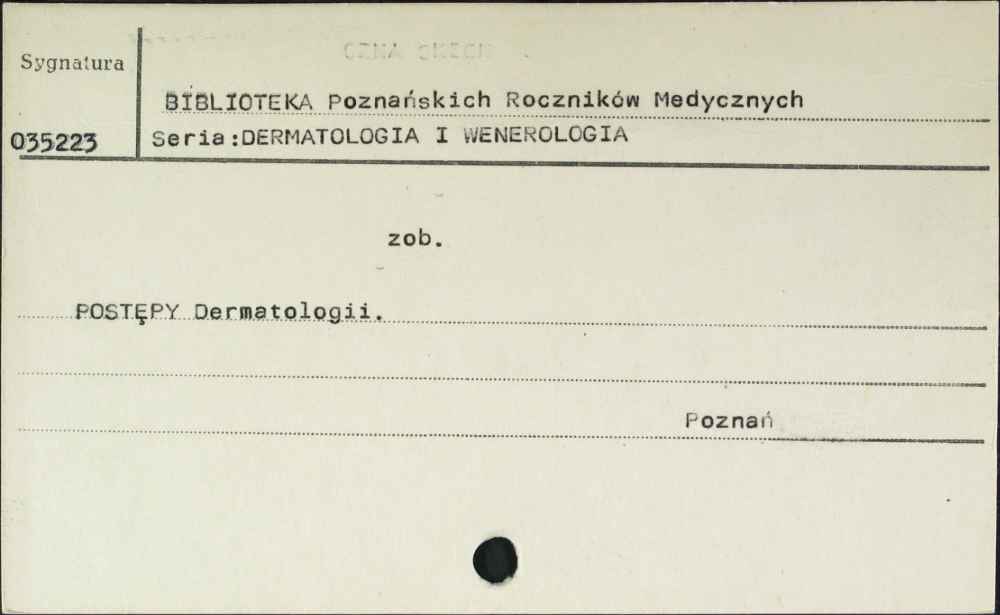 Sygnatura
BIBLIOTEKA Poznańskich Roczników Medycznych
035223
Seria:DERMATOLOGIA I WENEROLOGIA
zob.
POSTĘPY Dermatologii.
Poznań